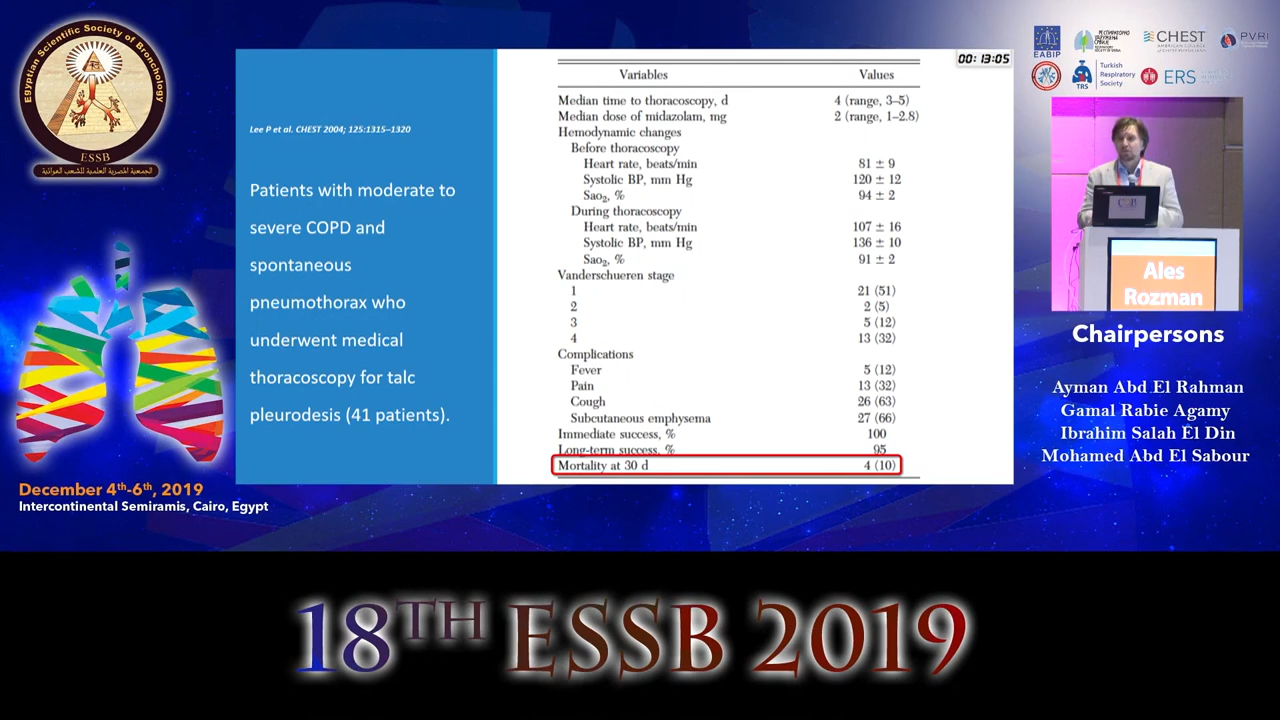 Egyptian Scientific Society of Bronchology
ESSB
الجمعية المصرية العلمية للشعب الهوائية
Lee P et al. CHEST 2004; 125:1315–1320
Patients with moderate to
severe COPD and
spontaneous
pneumothorax who
underwent medical
thoracoscopy for talc
pleurodesis (41 patients).
00: 13:05
Variables Values
Median time to thoracoscopy, d 4 (range, 3–5)
Median dose of midazolam, mg 2 (range, 1–2.8)
Hemodynamic changes
Before thoracoscopy
Heart rate, beats/min 81 ± 9
Systolic BP, mm Hg 120 ± 12
Sao2, % 94 ± 2
During thoracoscopy
Heart rate, beats/min 107 ± 16
Systolic BP, mm Hg 136 ± 10
Sao2, % 91 ± 2
Vanderschueren stage
1 21 (51)
2 2 (5)
3 5 (12)
4 13 (32)
Complications
Fever 5 (12)
Pain 13 (32)
Cough 26 (63)
Subcutaneous emphysema 27 (66)
Immediate success, % 100
Long-term success, % 95
Mortality at 30 d 4 (10)
EABIP
CHEST
PVRI
TRS
Turkish
Respiratory
Society
ERS
Ales
Rozman
Chairpersons
Ayman Abd El Rahman
Gamal Rabie Agamy
Ibrahim Salah El Din
Mohamed Abd El Sabour
December 4th-6th, 2019
Intercontinental Semiramis, Cairo, Egypt
18TH ESSB 2019